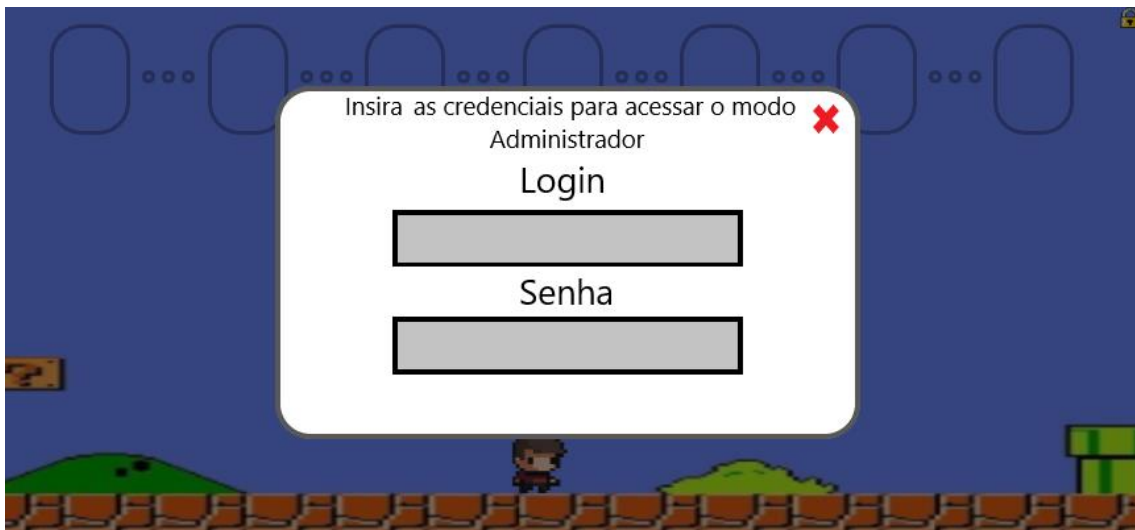 Insira as credenciais para acessar o modo
Administrador
Login
Senha
?